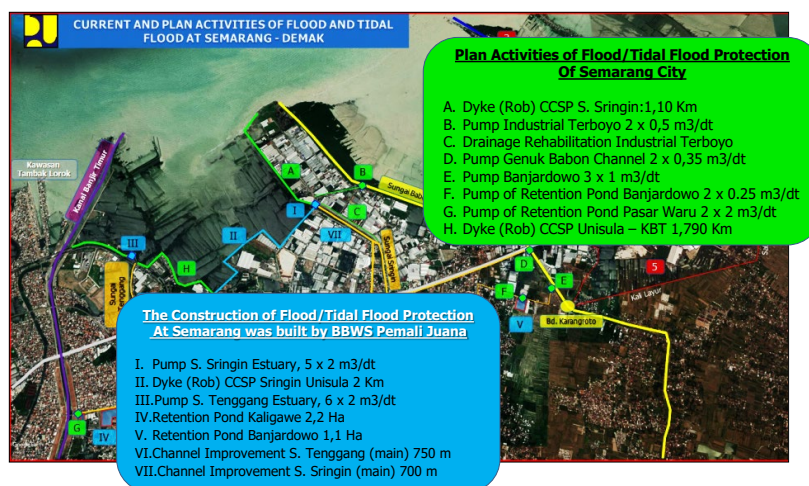 CURRENT AND PLAN ACTIVITIES OF FLOOD AND TIDAL
FLOOD AT SEMARANG - DEMAK
Plan Activities of Flood/Tidal Flood Protection
Of Semarang City
A. Dyke (Rob) CCSP S. Sringin:1,10 Km
B. Pump Industrial Terboyo 2 x 0,5 m3/dt
C. Drainage Rehabilitation Industrial Terboyo
D. Pump Genuk Babon Channel 2 x 0,35 m3/dt
E. Pump Banjardowo 3 x 1 m3/dt
F. Pump of Retention Pond Banjardowo 2 x 0.25 m3/dt
G. Pump of Retention Pond Pasar Waru 2 x 2 m3/dt
H. Dyke (Rob) CCSP Unisula – KBT 1,790 Km
Kawasan
Tambak Lorok
Kanal Banjir Timur
A
B
Sungai Bab
I
C
III
II
VII
H
Sungai Sringin
Sungai
Tenggang
D
E
5
F
Kali Layur
V
Bd. Karangroto
The Construction of Flood/Tidal Flood Protection
At Semarang was built by BBWS Pemali Juana
I. Pump S. Sringin Estuary, 5 x 2 m3/dt
II. Dyke (Rob) CCSP Sringin Unisula 2 Km
III.Pump S. Tenggang Estuary, 6 x 2 m3/dt
IV.Retention Pond Kaligawe 2,2 Ha
V. Retention Pond Banjardowo 1,1 Ha
VI.Channel Improvement S. Tenggang (main) 750 m
VII.Channel Improvement S. Sringin (main) 700 m
G
IV